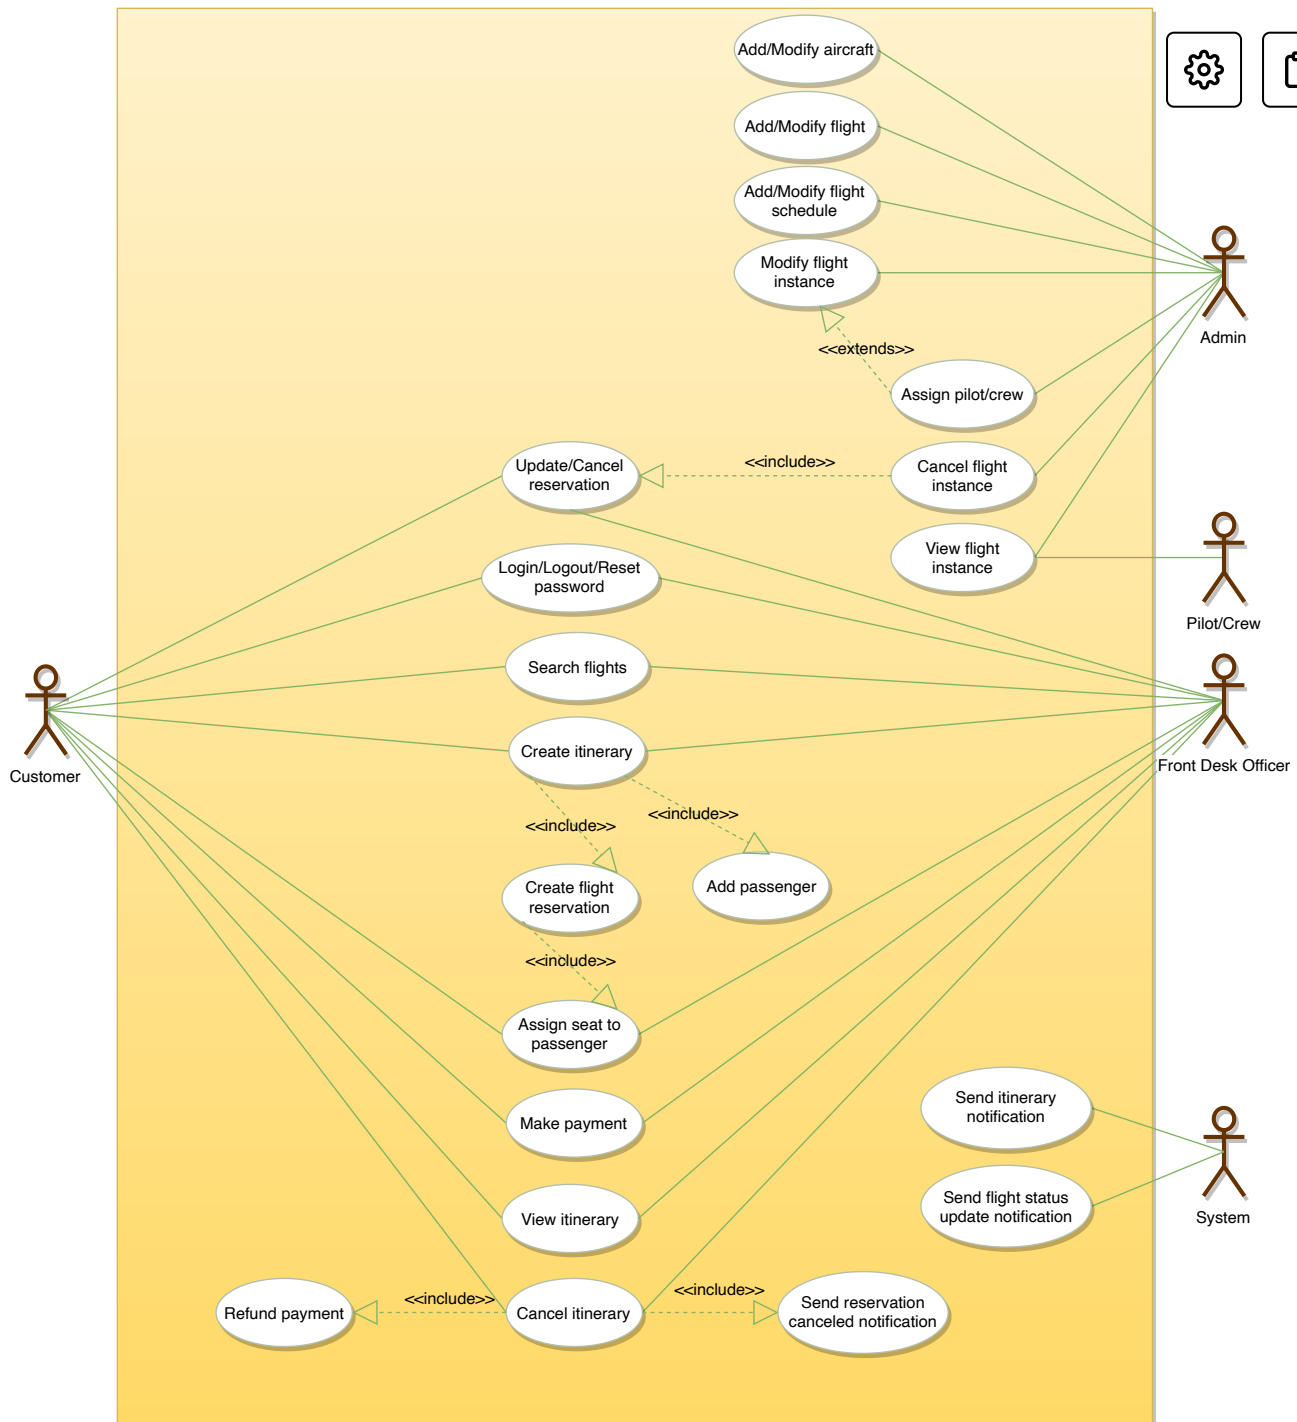 Add/Modify aircraft
Add/Modify flight
Add/Modify flight
schedule
Modify flight
instance
Admin
<<extends>>
Assign pilot/crew
Update/Cancel
reservation
<<include>>
Cancel flight
instance
View flight
instance
Login/Logout/Reset
password
Pilot/Crew
Search flights
Customer
Create itinerary
Front Desk Officer
<<include>>
<<include>>
Create flight
reservation
Add passenger
<<include>>
Assign seat to
passenger
Make payment
Send itinerary
notification
View itinerary
Send flight status
update notification
System
Refund payment
<<include>>
Cancel itinerary
<<include>>
Send reservation
canceled notification